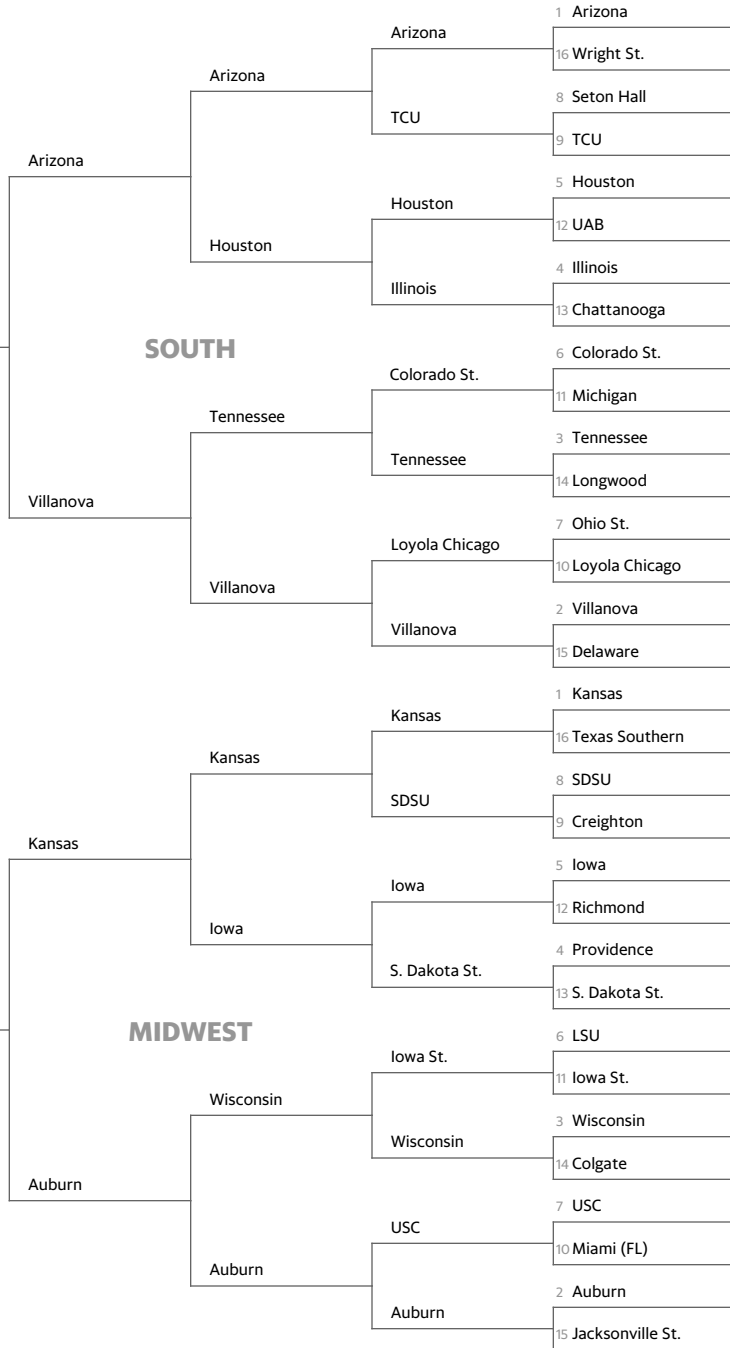 1 Arizona
Arizona
16 Wright St.
Arizona
8 Seton Hall
TCU
9 TCU
Arizona
5 Houston
Houston
12 UAB
Houston
4 Illinois
Illinois
13 Chattanooga
SOUTH
6 Colorado St.
Colorado St.
11 Michigan
Tennessee
3 Tennessee
Tennessee
14 Longwood
Villanova
7 Ohio St.
Loyola Chicago
10 Loyola Chicago
Villanova
2 Villanova
Villanova
15 Delaware
1 Kansas
Kansas
16 Texas Southern
Kansas
8 SDSU
SDSU
9 Creighton
Kansas
5 Iowa
Iowa
12 Richmond
Iowa
4 Providence
S. Dakota St.
13 S. Dakota St.
MIDWEST
6 LSU
Iowa St.
11 Iowa St.
Wisconsin
3 Wisconsin
Wisconsin
14 Colgate
Auburn
7 USC
USC
10 Miami (FL)
Auburn
2 Auburn
Auburn
15 Jacksonville St.